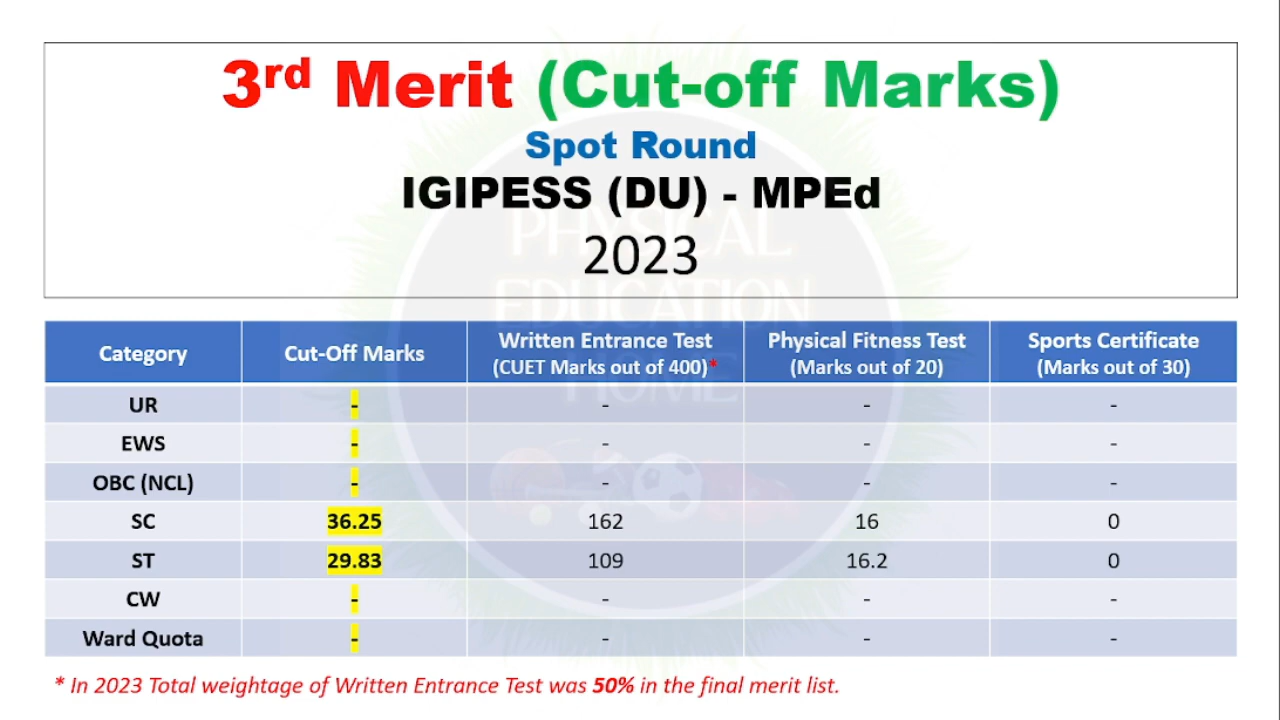 3rd Merit (Cut-off Marks)
Spot Round
IGIPESS (DU) - MPEd
2023
PHYSICAL
EDUCATION
HOME
Category Cut-Off Marks Written Entrance Test (CUET Marks out of 400)* Physical Fitness Test (Marks out of 20) Sports Certificate (Marks out of 30)
UR - - - -
EWS - - - -
OBC (NCL) - - - -
SC 36.25 162 16 0
ST 29.83 109 16.2 0
CW - - - -
Ward Quota - - - -
* In 2023 Total weightage of Written Entrance Test was 50% in the final merit list.